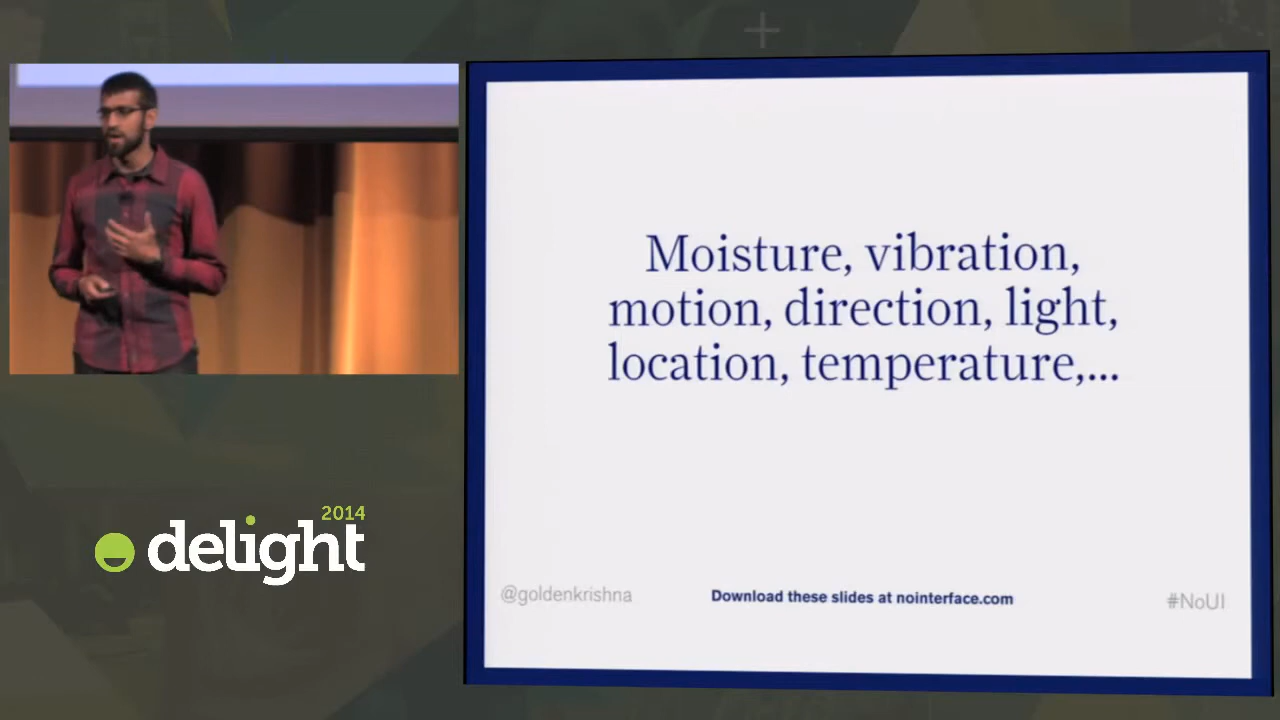 Moisture, vibration,
motion, direction, light,
location, temperature,...
@goldenkrishna
Download these slides at nointerface.com
#NoUI
2014
delight